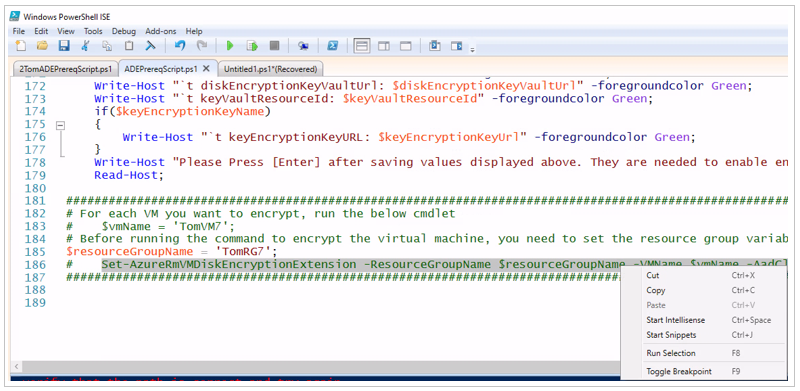 Windows PowerShell ISE
File Edit View Tools Debug Add-ons Help
2TomADEPrereqScript.ps1 ADEPrereqScript.ps1 X Untitled1.ps1*(Recovered)
172 Write-Host "`t diskEncryptionKeyVaultUrl: $diskEncryptionKeyVaultUrl" -foregroundcolor Green;
173 Write-Host "`t keyVaultResourceId: $keyVaultResourceId" -foregroundcolor Green;
174 if($keyEncryptionKeyName)
175 {
176 Write-Host "`t keyEncryptionKeyURL: $keyEncryptionKeyUrl" -foregroundcolor Green;
177 }
178 Write-Host "Please Press [Enter] after saving values displayed above. They are needed to enable en
179 Read-Host;
180
181 ########################################################################################################
182 # For each VM you want to encrypt, run the below cmdlet
183 # $vmName = 'TomVM7';
184 # Before running the command to encrypt the virtual machine, you need to set the resource group variab
185 $resourceGroupName = 'TomRG7';
186 # Set-AzureRmVMDiskEncryptionExtension -ResourceGroupName $resourceGroupName -VMName $vmName -AadCl
187 ###############################################################################
188
189
Cut Ctrl+X
Copy Ctrl+C
Paste Ctrl+V
Start Intellisense Ctrl+Space
Start Snippets Ctrl+J
Run Selection F8
Toggle Breakpoint F9